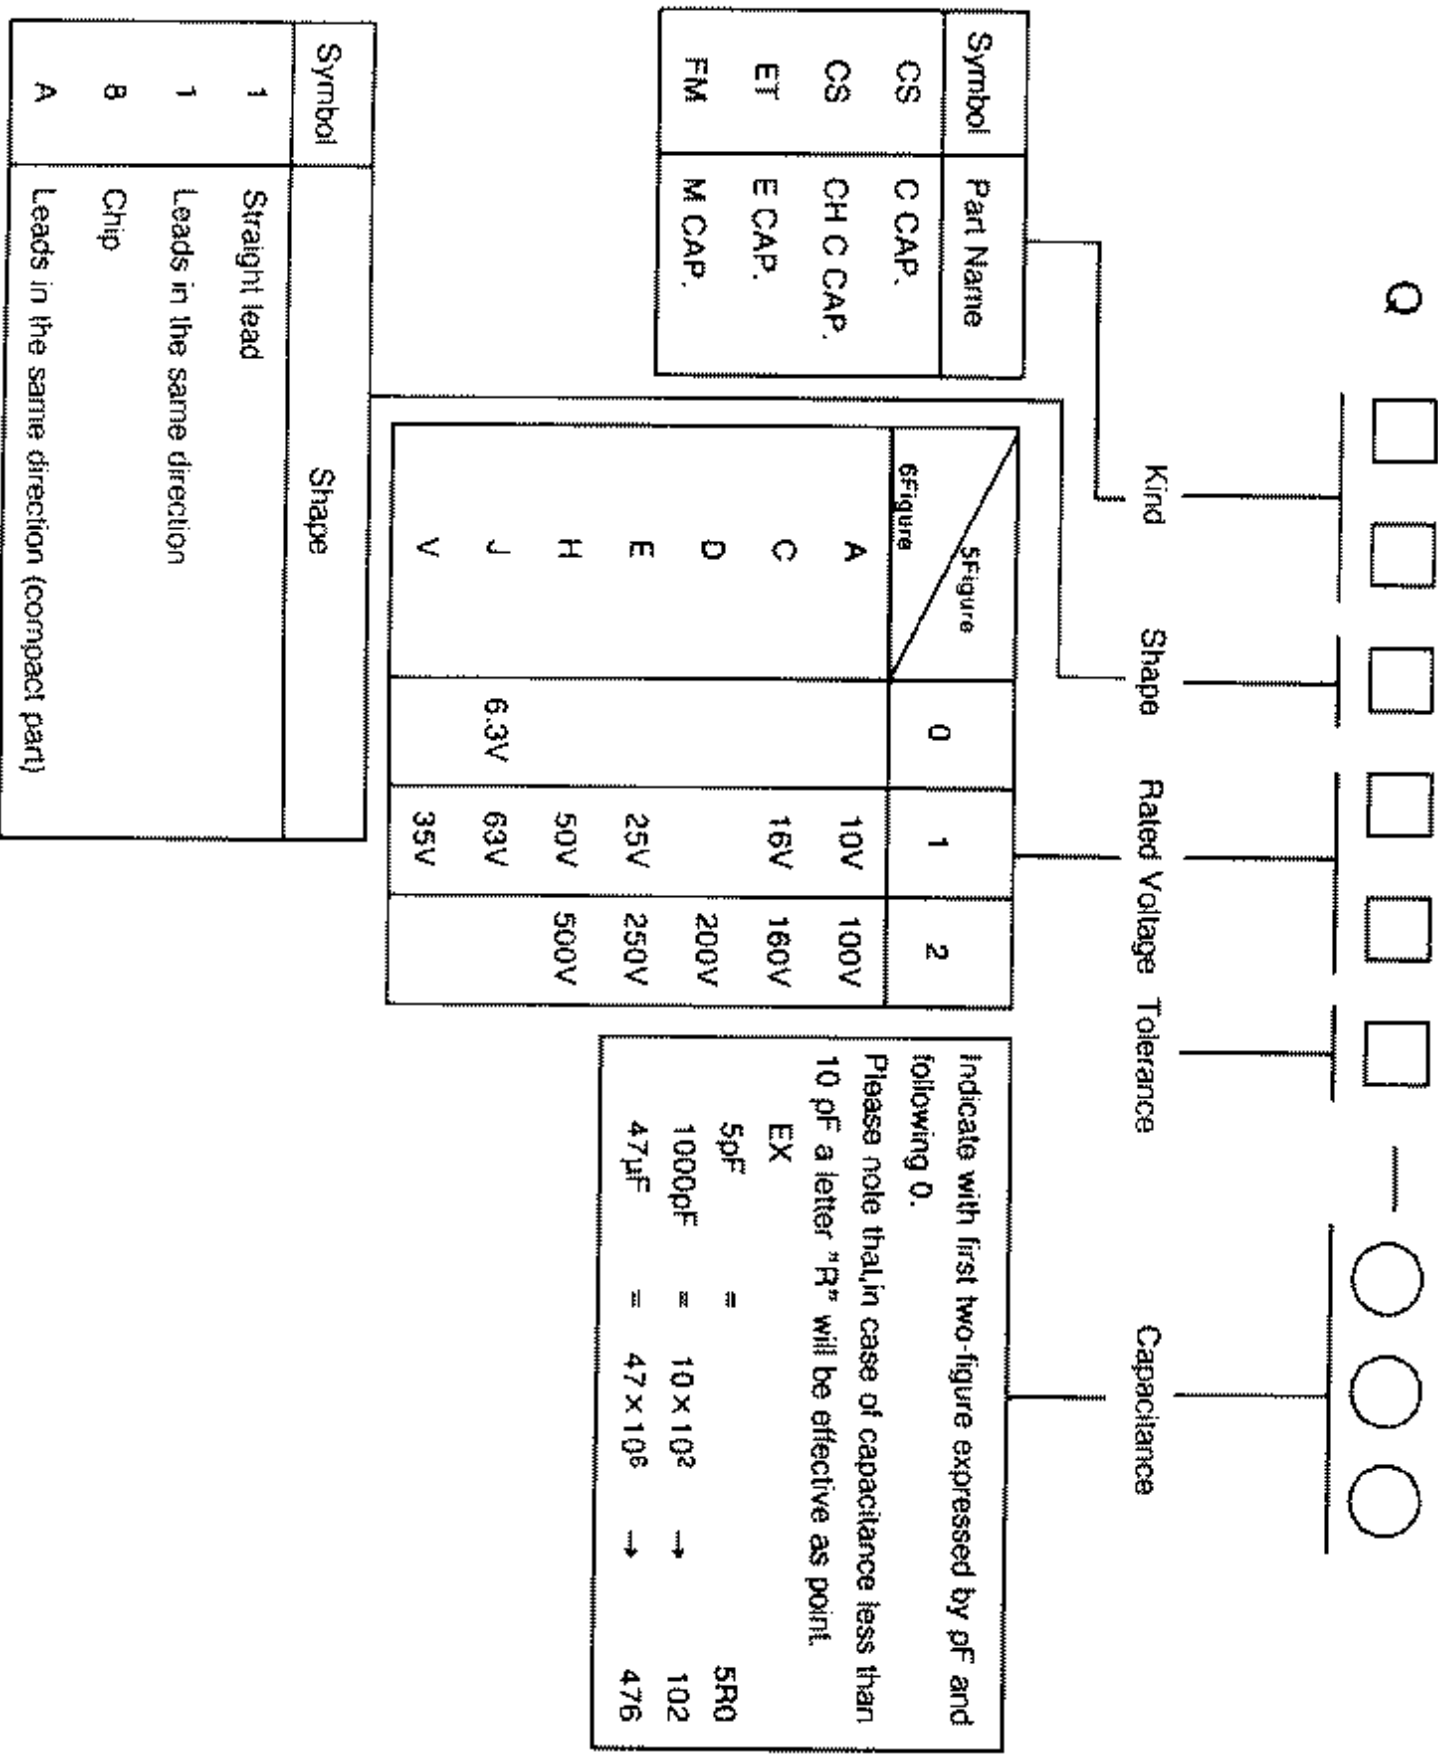 Q — 
Kind Shape Rated Voltage Tolerance Capacitance
Symbol Part Name
CS C CAP.
CS CH C CAP.
ET E CAP.
FM M CAP.
5Figure
6Figure
0 1 2
A 10V 100V
C 16V 160V
D 200V
E 25V 250V
H 50V 500V
J 6.3V 63V
V 35V
Indicate with first two-figure expressed by pF and
following 0.
Please note that,in case of capacitance less than
10 pF a letter "R" will be effective as point.
EX
5pF = 5R0
1000pF = 10×10² → 102
47µF = 47×10⁶ → 476
Symbol Shape
1 Straight lead
1 Leads in the same direction
8 Chip
A Leads in the same direction (compact part)